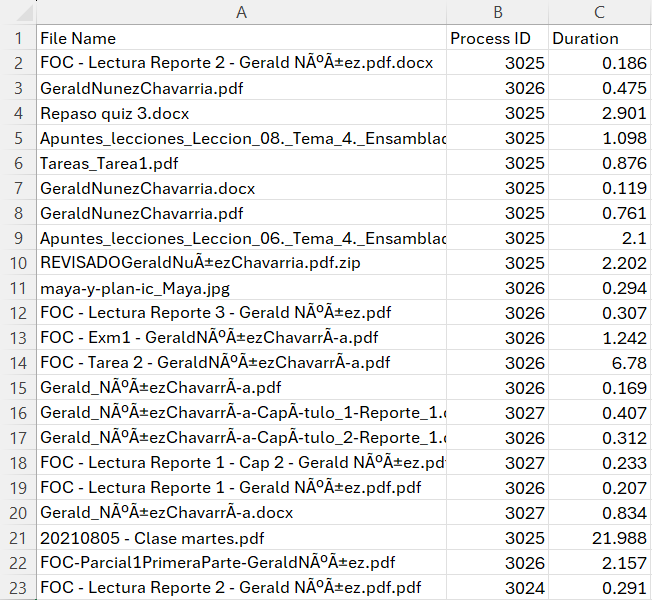 A B C
1 File Name Process ID Duration
2 FOC - Lectura Reporte 2 - Gerald NÃºÃ±ez.pdf.docx 3025 0.186
3 GeraldNunezChavarria.pdf 3026 0.475
4 Repaso quiz 3.docx 3025 2.901
5 Apuntes_lecciones_Leccion_08._Tema_4._Ensamblac 3025 1.098
6 Tareas_Tarea1.pdf 3025 0.876
7 GeraldNunezChavarria.docx 3025 0.119
8 GeraldNunezChavarria.pdf 3025 0.761
9 Apuntes_lecciones_Leccion_06._Tema_4._Ensamblac 3025 2.1
10 REVISADOGeraldNuÃ±ezChavarria.pdf.zip 3025 2.202
11 maya-y-plan-ic_Maya.jpg 3026 0.294
12 FOC - Lectura Reporte 3 - Gerald NÃºÃ±ez.pdf 3026 0.307
13 FOC - Exm1 - GeraldNÃºÃ±ezChavarrÃ-a.pdf 3026 1.242
14 FOC - Tarea 2 - GeraldNÃºÃ±ezChavarrÃ-a.pdf 3026 6.78
15 Gerald_NÃºÃ±ezChavarrÃ-a.pdf 3026 0.169
16 Gerald_NÃºÃ±ezChavarrÃ-a-CapÃ-tulo_1-Reporte_1.c 3027 0.407
17 Gerald_NÃºÃ±ezChavarrÃ-a-CapÃ-tulo_2-Reporte_1.c 3026 0.312
18 FOC - Lectura Reporte 1 - Cap 2 - Gerald NÃºÃ±ez.pdf 3027 0.233
19 FOC - Lectura Reporte 1 - Gerald NÃºÃ±ez.pdf.pdf 3026 0.207
20 Gerald_NÃºÃ±ezChavarrÃ-a.docx 3027 0.834
21 20210805 - Clase martes.pdf 3025 21.988
22 FOC-Parcial1PrimeraParte-GeraldNÃºÃ±ez.pdf 3026 2.157
23 FOC - Lectura Reporte 2 - Gerald NÃºÃ±ez.pdf.pdf 3024 0.291